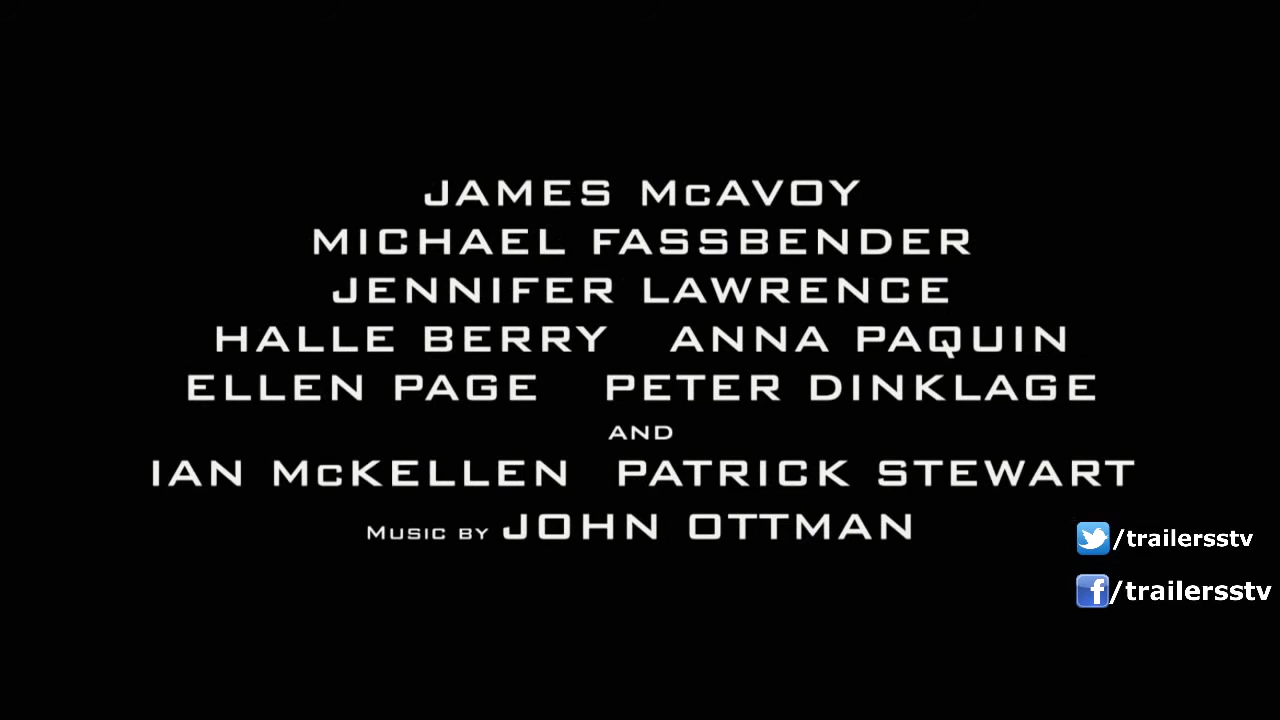 JAMES McAVOY
MICHAEL FASSBENDER
JENNIFER LAWRENCE
HALLE BERRY ANNA PAQUIN
ELLEN PAGE PETER DINKLAGE
AND
IAN McKELLEN PATRICK STEWART
MUSIC BY JOHN OTTMAN
/trailersstv
/trailersstv